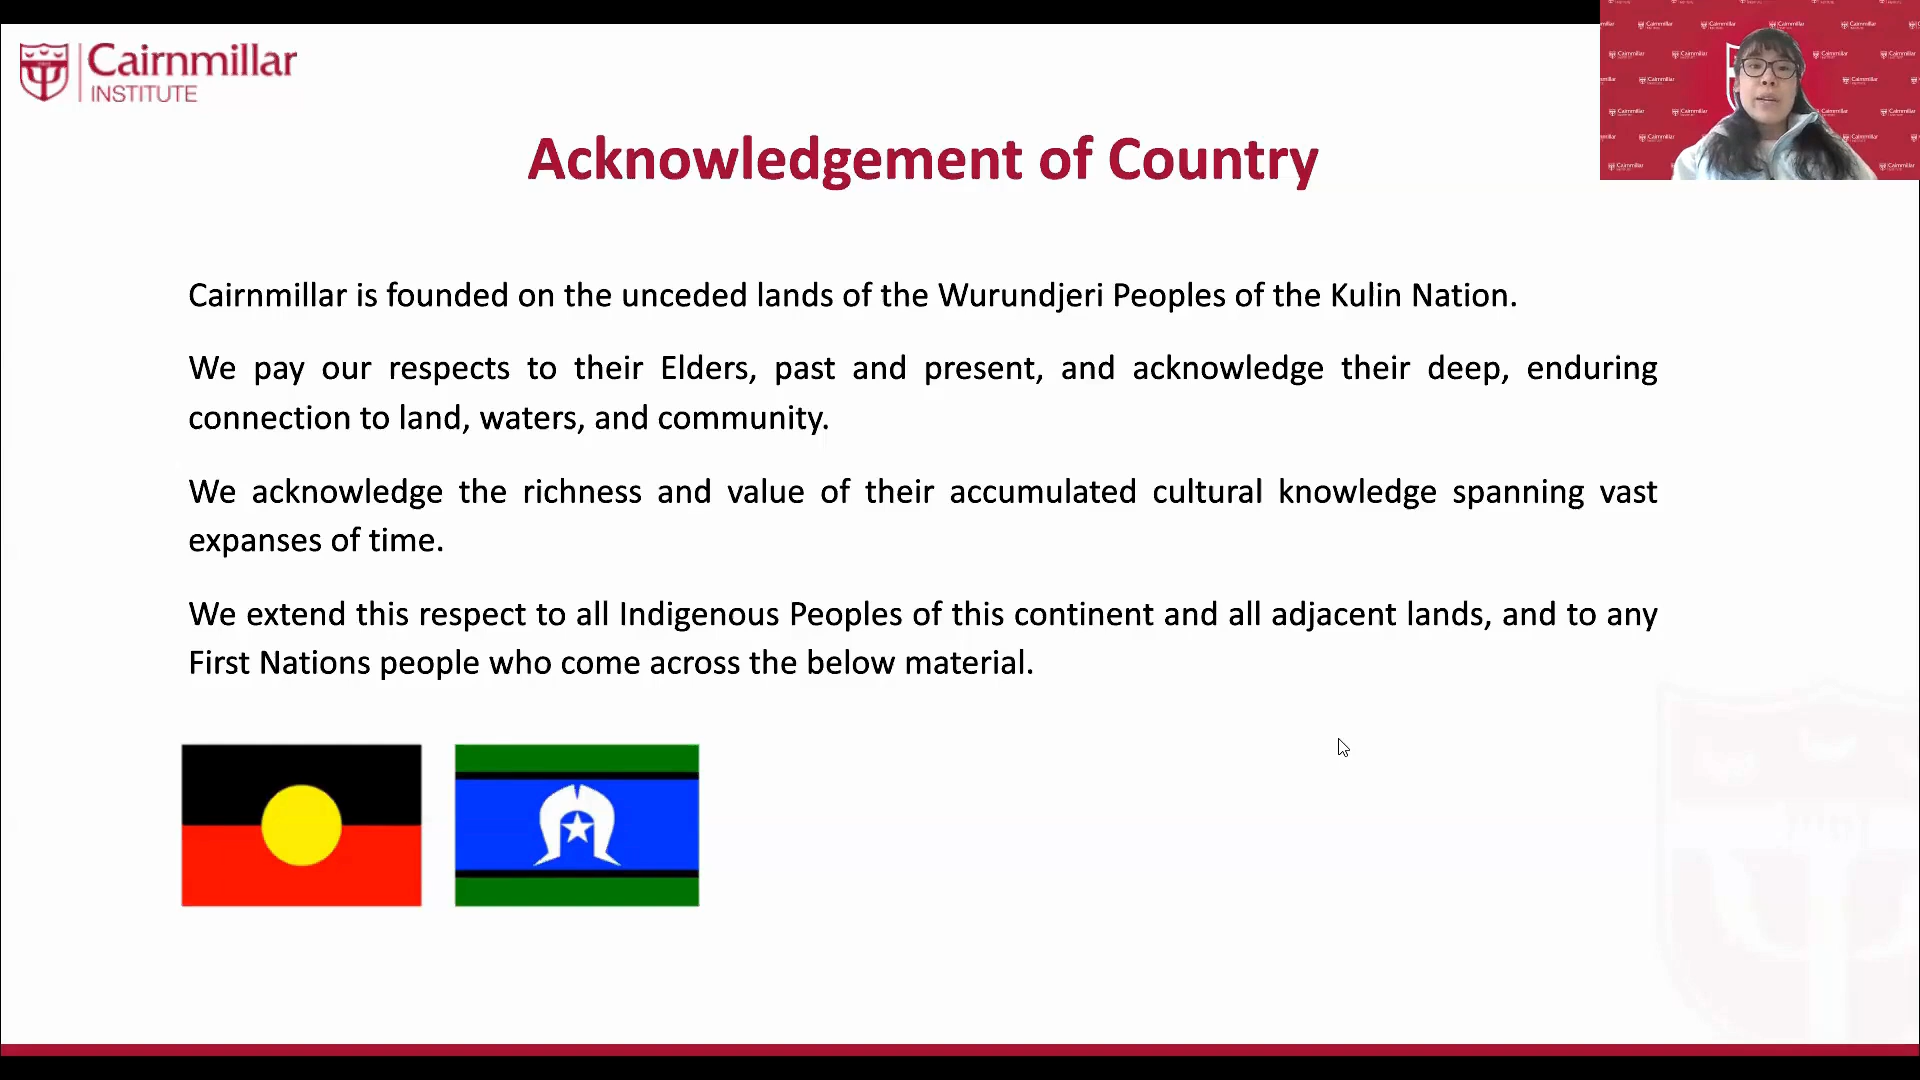 Cairnmillar
INSTITUTE
Acknowledgement of Country
Cairnmillar is founded on the unceded lands of the Wurundjeri Peoples of the Kulin Nation.
We pay our respects to their Elders, past and present, and acknowledge their deep, enduring
connection to land, waters, and community.
We acknowledge the richness and value of their accumulated cultural knowledge spanning vast
expanses of time.
We extend this respect to all Indigenous Peoples of this continent and all adjacent lands, and to any
First Nations people who come across the below material.